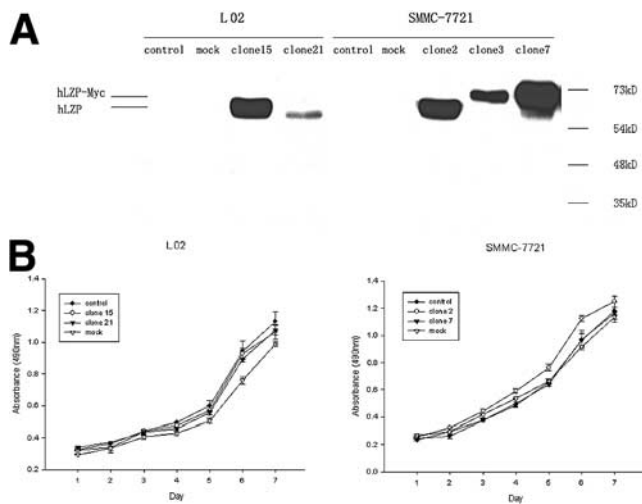 A
L02
SMMC-7721
control mock clone15 clone21 control mock clone2 clone3 clone7
hLZP-Myc
hLZP
73kD
54kD
48kD
35kD
B
L02
1.4
1.2
1.0
0.8
0.6
0.4
0.2
Absorbance (490nm)
control
clone 15
clone 21
mock
1 2 3 4 5 6 7
Day
SMMC-7721
1.4
1.2
1.0
0.8
0.6
0.4
0.2
0.0
Absorbance (490nm)
control
clone 2
clone 7
mock
1 2 3 4 5 6 7
Day